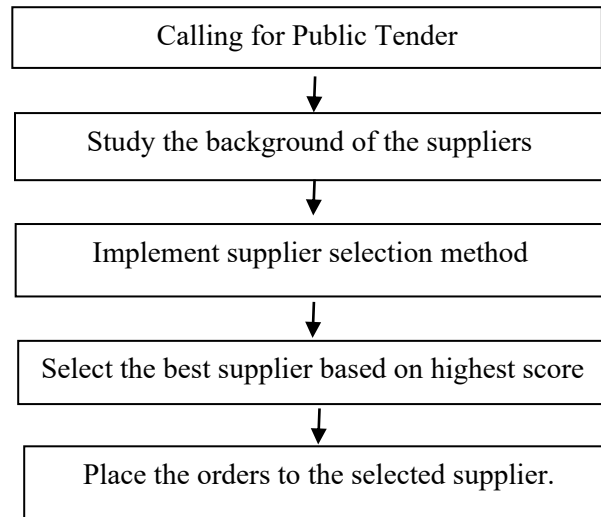 Calling for Public Tender
Study the background of the suppliers
Implement supplier selection method
Select the best supplier based on highest score
Place the orders to the selected supplier.